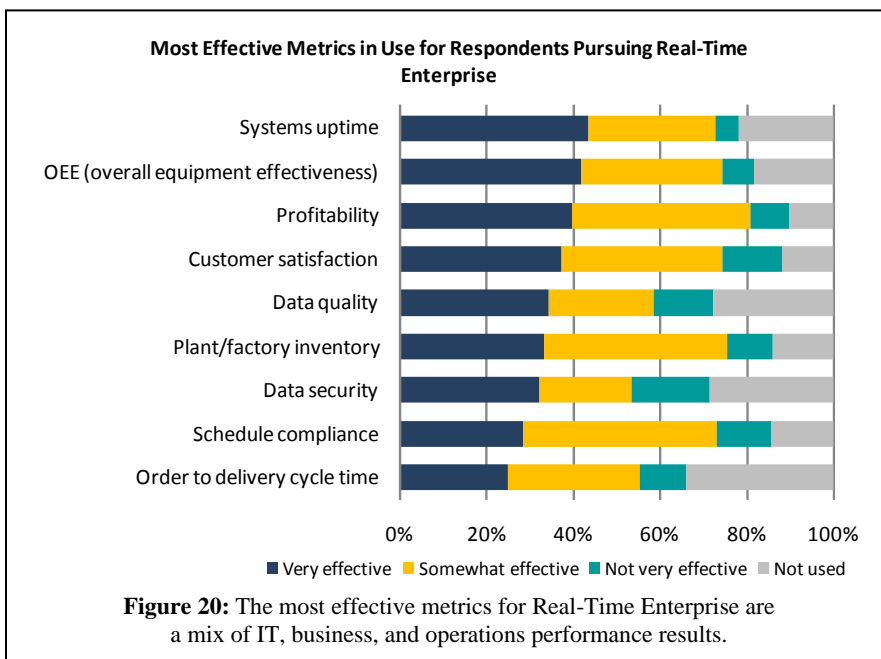 Most Effective Metrics in Use for Respondents Pursuing Real-Time
Enterprise
Systems uptime
OEE (overall equipment effectiveness)
Profitability
Customer satisfaction
Data quality
Plant/factory inventory
Data security
Schedule compliance
Order to delivery cycle time
0% 20% 40% 60% 80% 100%
Very effective Somewhat effective Not very effective Not used
Figure 20: The most effective metrics for Real-Time Enterprise are
a mix of IT, business, and operations performance results.